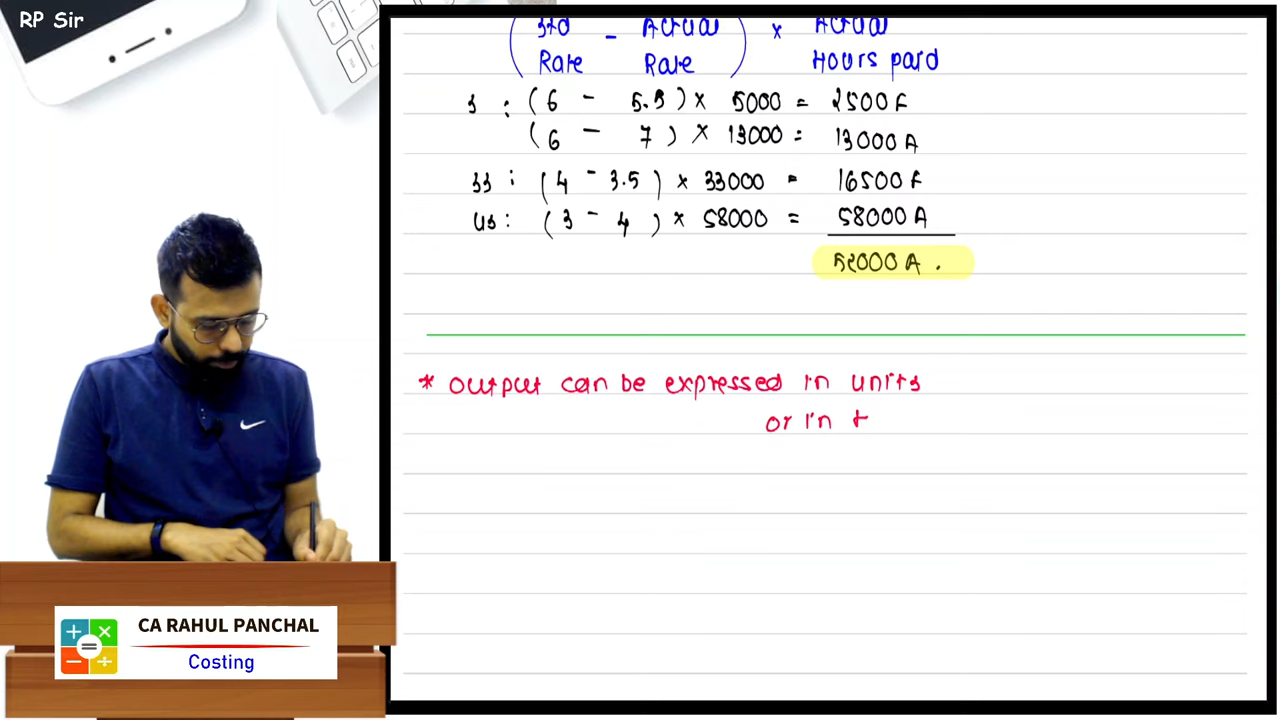 RP Sir
( Std - Actual ) × Actual
Rate Rate Hours paid
S : (6 - 5.5) × 5000 = 2500 F
(6 - 7) × 13000 = 13000 A
SS : (4 - 3.5) × 33000 = 16500 F
US : (3 - 4) × 58000 = 58000 A
52000 A.
* Output can be expressed in units
or in t
CA RAHUL PANCHAL
Costing